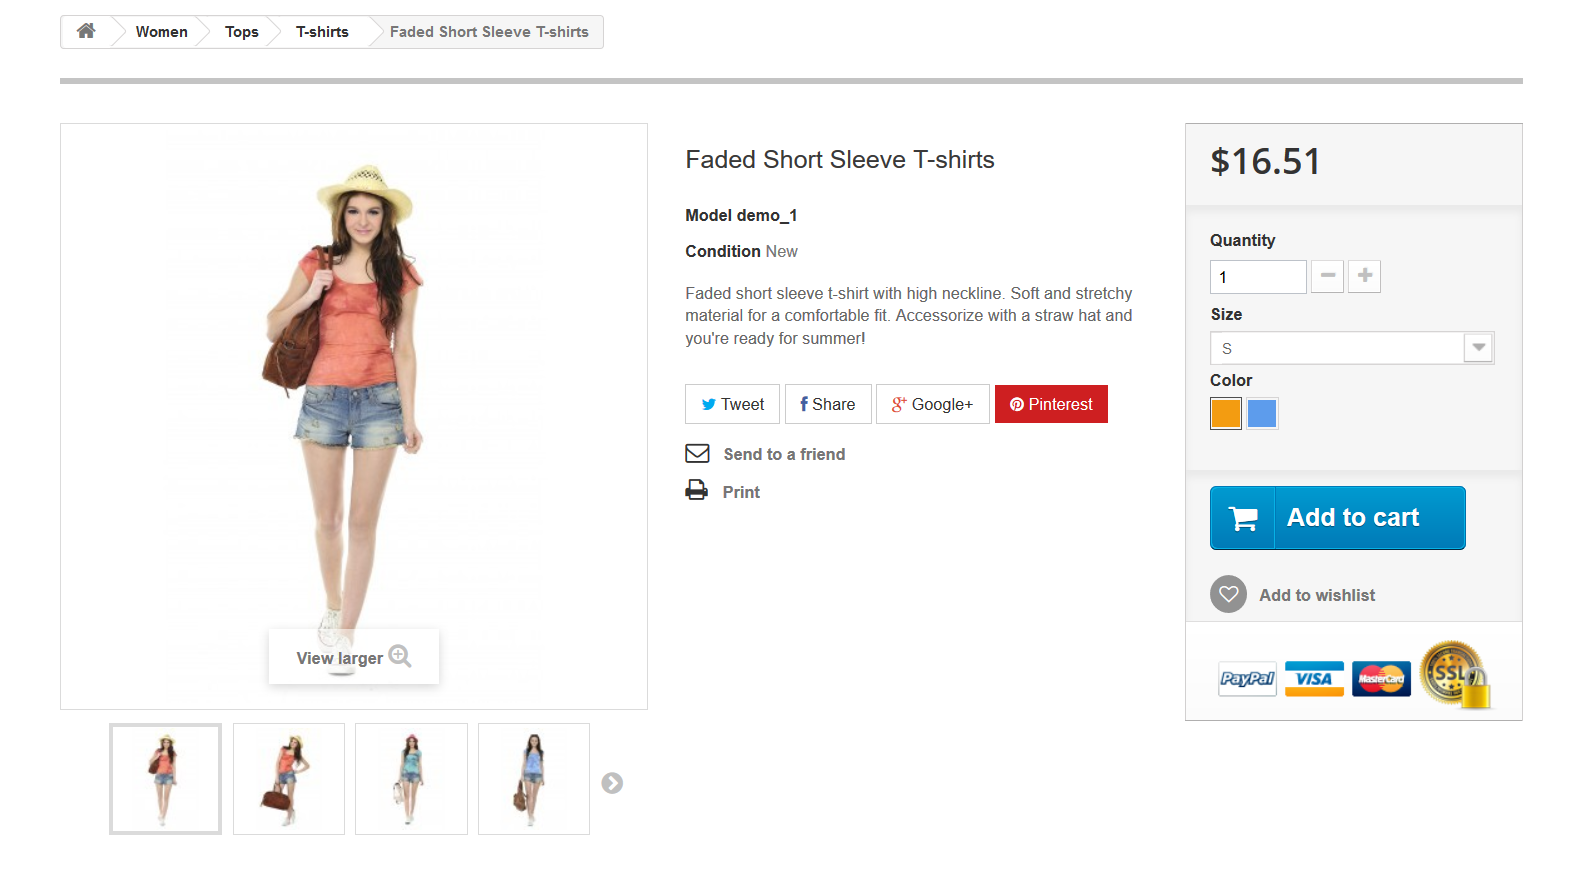 Women
Tops
T-shirts
Faded Short Sleeve T-shirts
View larger
Faded Short Sleeve T-shirts
Model demo_1
Condition New
Faded short sleeve t-shirt with high neckline. Soft and stretchy
material for a comfortable fit. Accessorize with a straw hat and
you're ready for summer!
Tweet
Share
g+ Google+
Pinterest
Send to a friend
Print
$16.51
Quantity
1
Size
S
Color
Add to cart
Add to wishlist
PayPal
VISA
MasterCard
SSL